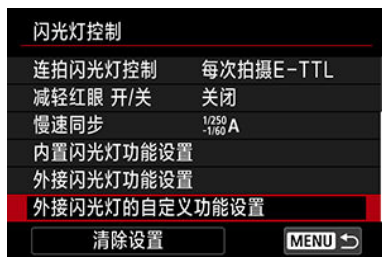 闪光灯控制
连拍闪光灯控制 每次拍摄E-TTL
减轻红眼 开/关 关闭
慢速同步 1/250-1/60 A
内置闪光灯功能设置
外接闪光灯功能设置
外接闪光灯的自定义功能设置
清除设置 MENU